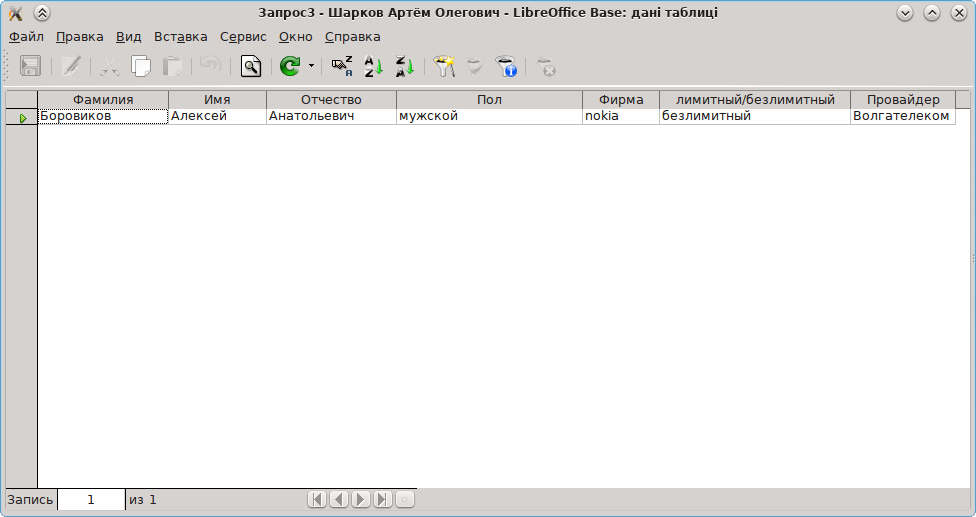 Запрос3 - Шарков Артём Олегович - LibreOffice Base: дані таблиці
Файл Правка Вид Вставка Сервис Окно Справка
Фамилия Имя Отчество Пол Фирма лимитный/безлимитный Провайдер
Боровиков Алексей Анатольевич мужской nokia безлимитный Волгателеком
Запись 1 из 1